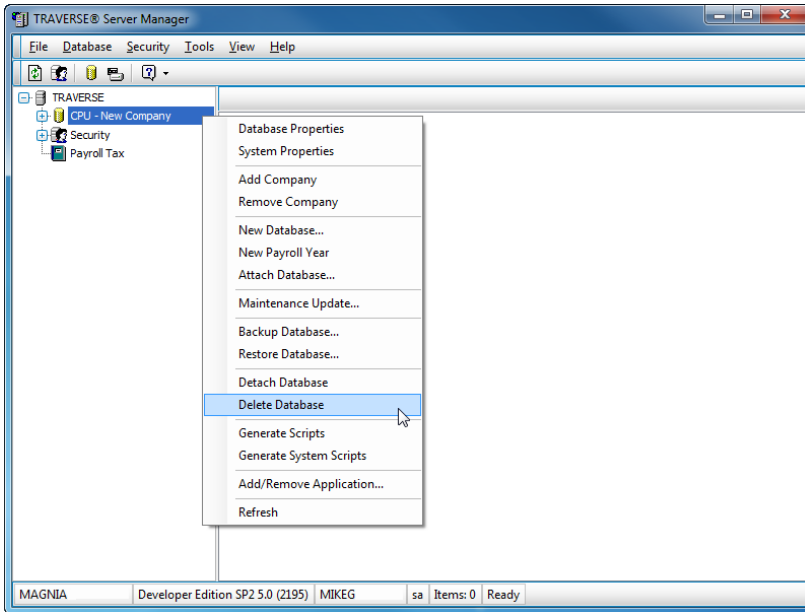 TRAVERSE® Server Manager
File Database Security Tools View Help
TRAVERSE
CPU - New Company
Security
Payroll Tax
Database Properties
System Properties
Add Company
Remove Company
New Database...
New Payroll Year
Attach Database...
Maintenance Update...
Backup Database...
Restore Database...
Detach Database
Delete Database
Generate Scripts
Generate System Scripts
Add/Remove Application...
Refresh
MAGNIA Developer Edition SP2 5.0 (2195) MIKEG sa Items: 0 Ready